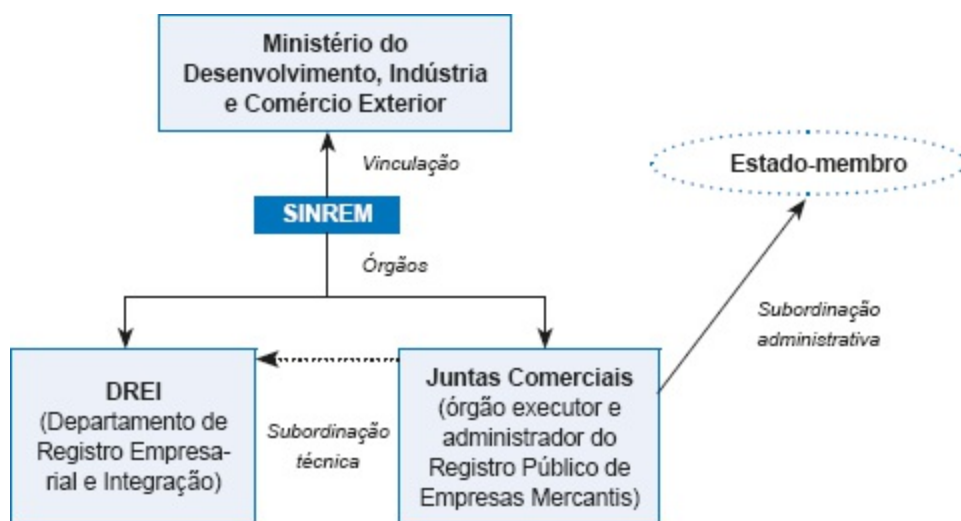 Ministério do
Desenvolvimento, Indústria
e Comércio Exterior
Vinculação
Estado-membro
SINREM
Órgãos
Subordinação
administrativa
DREI
(Departamento de
Registro Empresa-
rial e Integração)
Subordinação
técnica
Juntas Comerciais
(órgão executor e
administrador do
Registro Público de
Empresas Mercantis)